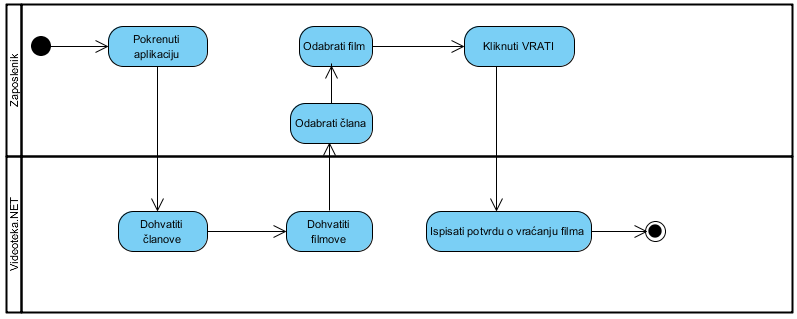 Zaposlenik
Pokrenuti
aplikaciju
Odabrati film
Kliknuti VRATI
Odabrati člana
Videoteka.NET
Dohvatiti
članove
Dohvatiti
filmove
Ispisati potvrdu o vraćanju filma